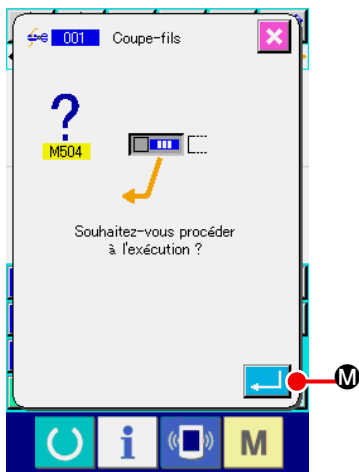 001 Coupe-fils
?
M504
Souhaitez-vous procéder
à l'exécution ?
M
i
M